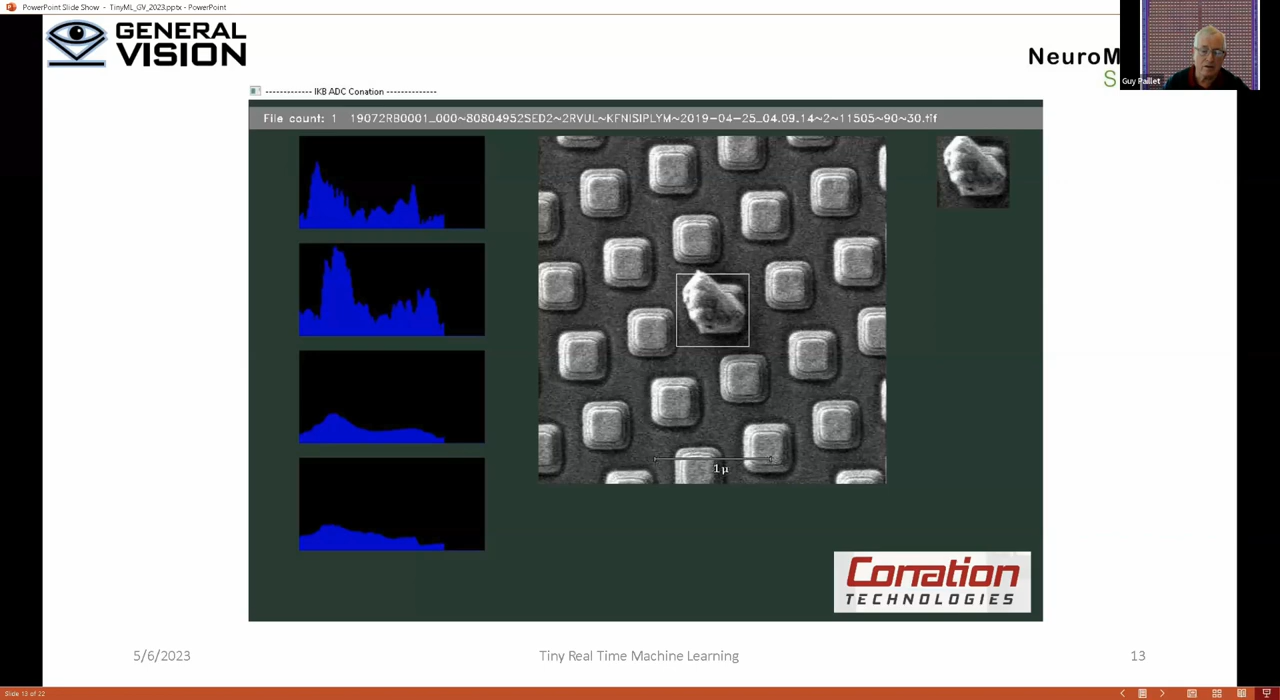 PowerPoint Slide Show - TinyML_GV_2023.pptx - PowerPoint
GENERAL
VISION
NeuroM
S
Guy Paillet
------------- IKB ADC Conation --------------
File count: 1 19072RB0001_000~80804952SED2~2RVUL~KFNISIPLYM~2019-04-25_04.09.14~2~11505~90~30.tif
1µ
Conation
TECHNOLOGIES
5/6/2023
Tiny Real Time Machine Learning
13
Slide 13 of 22